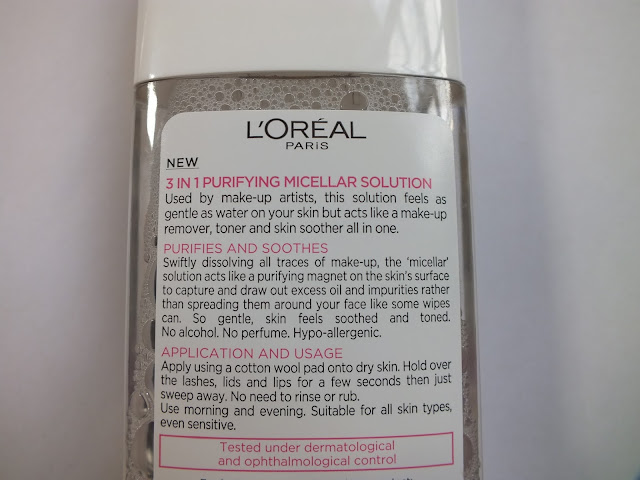 L'ORÉAL
PARIS
NEW
3 IN 1 PURIFYING MICELLAR SOLUTION
Used by make-up artists, this solution feels as
gentle as water on your skin but acts like a make-up
remover, toner and skin soother all in one.
PURIFIES AND SOOTHES
Swiftly dissolving all traces of make-up, the 'micellar'
solution acts like a purifying magnet on the skin's surface
to capture and draw out excess oil and impurities rather
than spreading them around your face like some wipes
can. So gentle, skin feels soothed and toned.
No alcohol. No perfume. Hypo-allergenic.
APPLICATION AND USAGE
Apply using a cotton wool pad onto dry skin. Hold over
the lashes, lids and lips for a few seconds then just
sweep away. No need to rinse or rub.
Use morning and evening. Suitable for all skin types,
even sensitive.
Tested under dermatological
and ophthalmological control